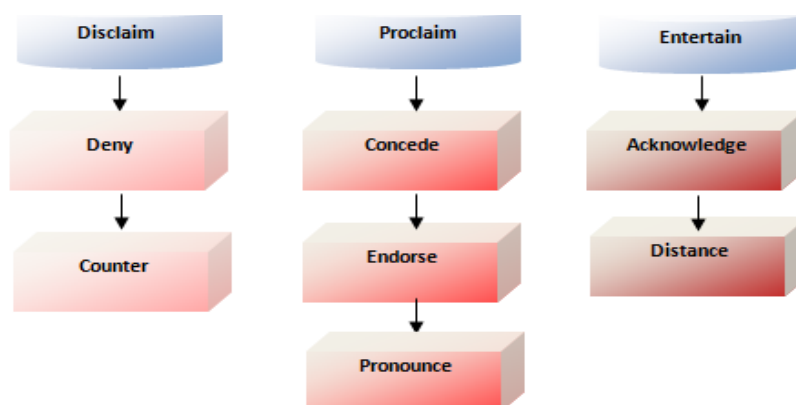 Disclaim
Proclaim
Entertain
Deny
Concede
Acknowledge
Counter
Endorse
Distance
Pronounce